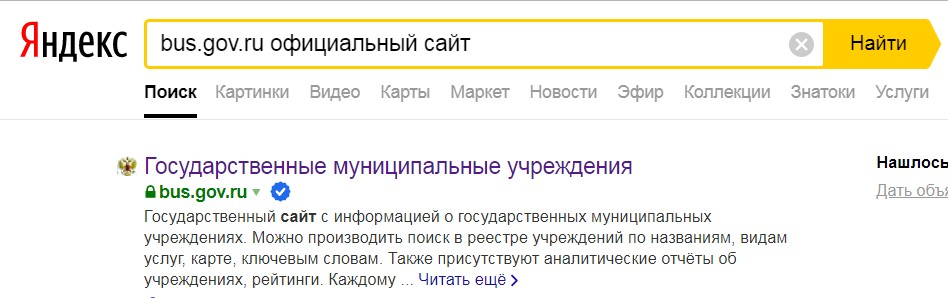 Яндекс
bus.gov.ru официальный сайт
Найти
Поиск Картинки Видео Карты Маркет Новости Эфир Коллекции Знатоки Услуги
Государственные муниципальные учреждения
bus.gov.ru
Государственный сайт с информацией о государственных муниципальных
учреждениях. Можно производить поиск в реестре учреждений по названиям, видам
услуг, карте, ключевым словам. Также присутствуют аналитические отчёты об
учреждениях, рейтинги. Каждому ... Читать ещё >
Нашлось
Дать объя